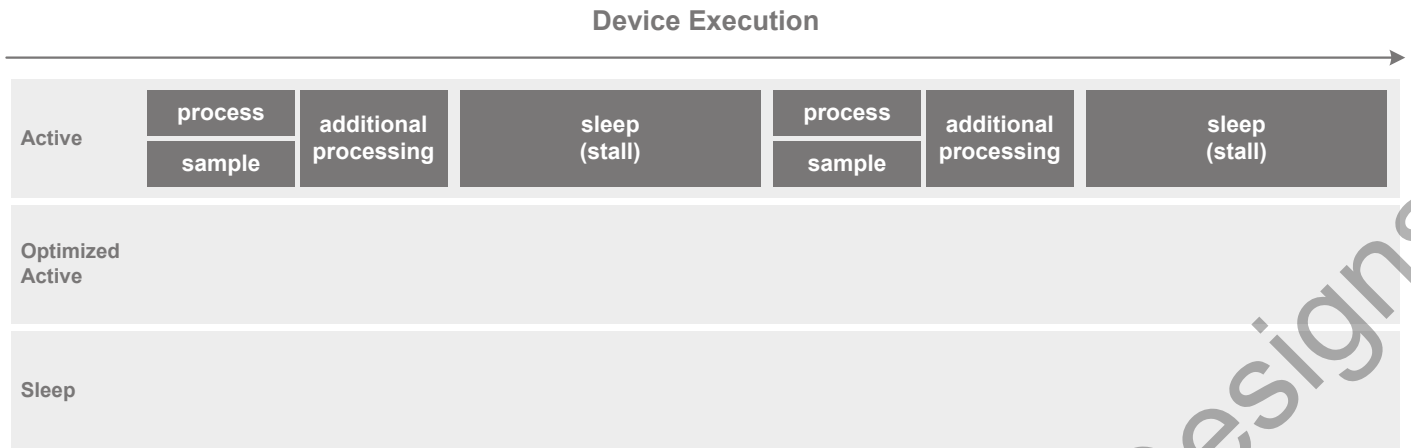 Device Execution
Active
process
sample
additional
processing
sleep
(stall)
process
sample
additional
processing
sleep
(stall)
Optimized
Active
Sleep